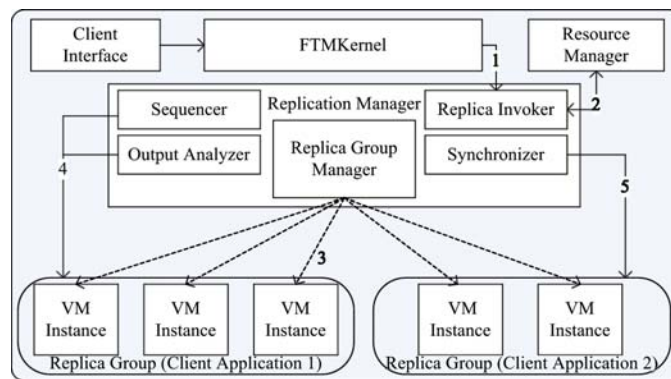 Client
Interface
FTMKernel
Resource
Manager
1
2
Sequencer
Replication Manager
Replica Invoker
Output Analyzer
Replica Group
Manager
Synchronizer
4
5
3
VM
Instance
VM
Instance
VM
Instance
VM
Instance
VM
Instance
Replica Group (Client Application 1)
Replica Group (Client Application 2)